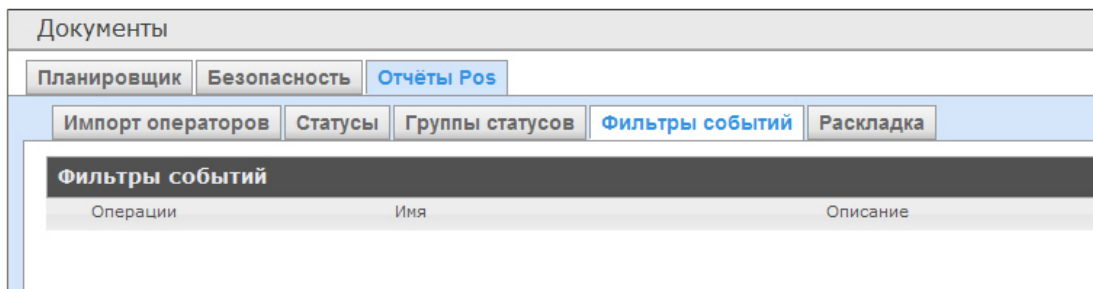 Документы
Планировщик Безопасность Отчёты Pos
Импорт операторов Статусы Группы статусов Фильтры событий Раскладка
Фильтры событий
Операции Имя Описание